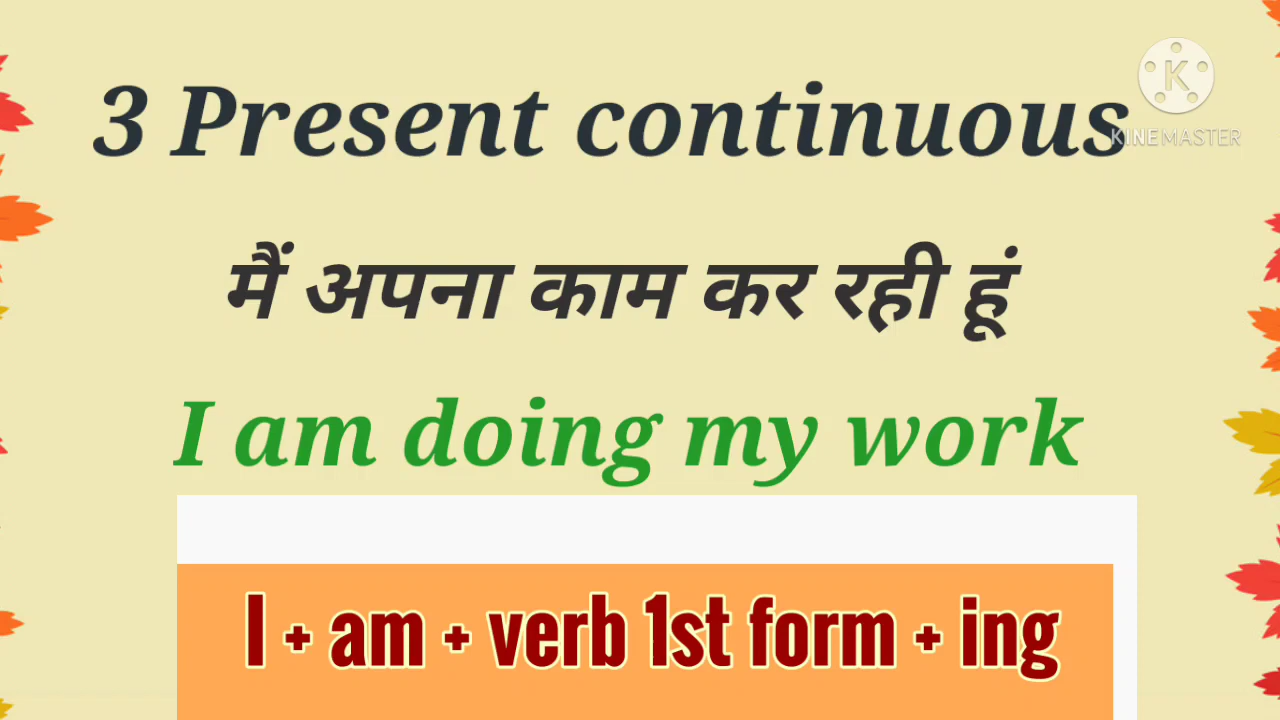 3 Present continuous
K
KINEMASTER
मैं अपना काम कर रही हूं
I am doing my work
I + am + verb 1st form + ing